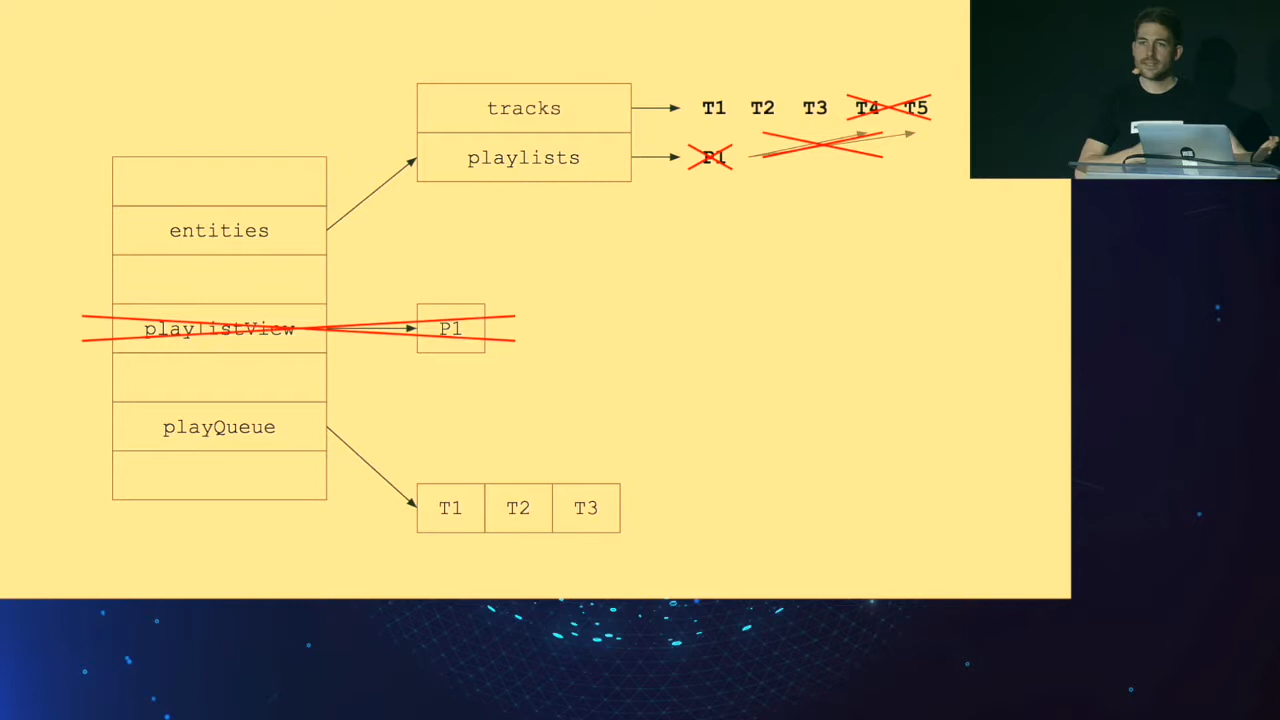 tracks T1 T2 T3 T4 T5
playlists P1
entities
playlistView P1
playQueue
T1 T2 T3